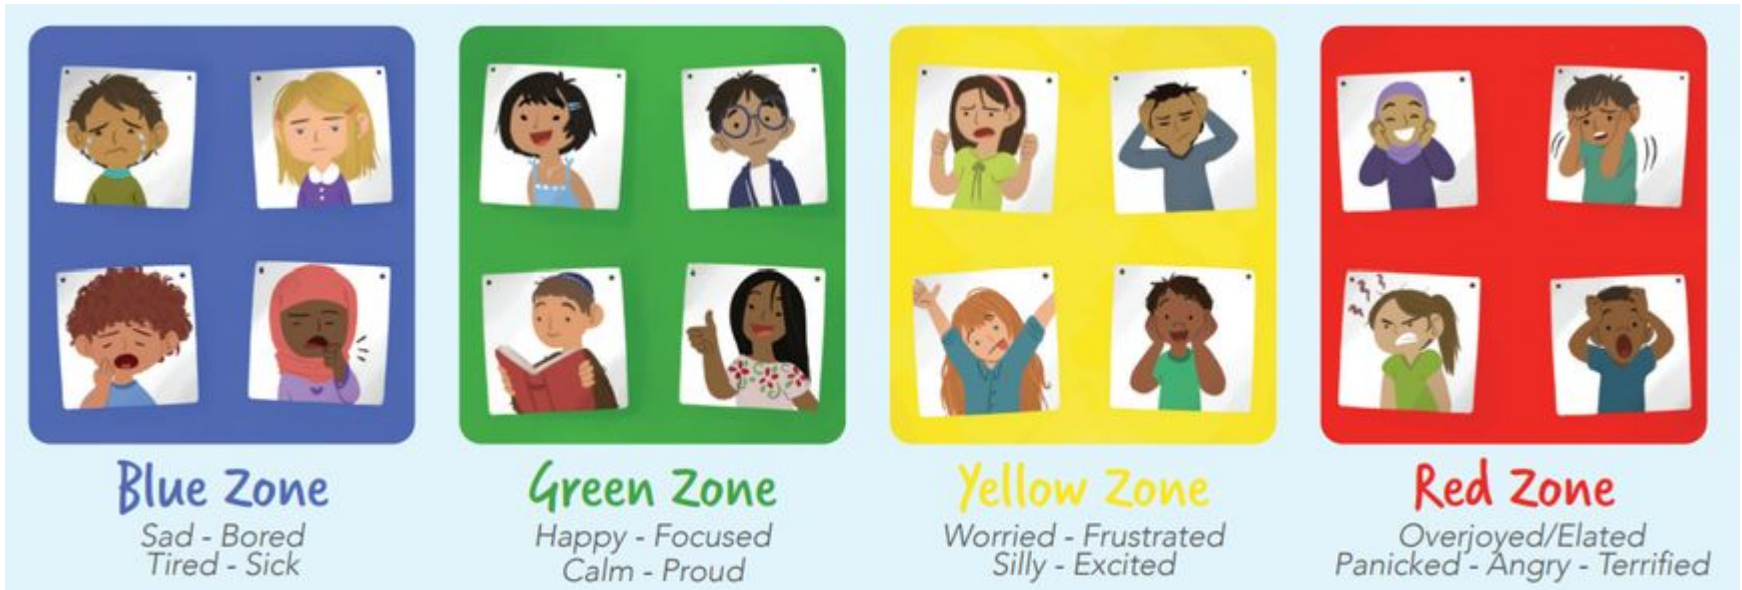 Blue Zone
Sad - Bored
Tired - Sick
Green Zone
Happy - Focused
Calm - Proud
Yellow Zone
Worried - Frustrated
Silly - Excited
Red Zone
Overjoyed/Elated
Panicked - Angry - Terrified